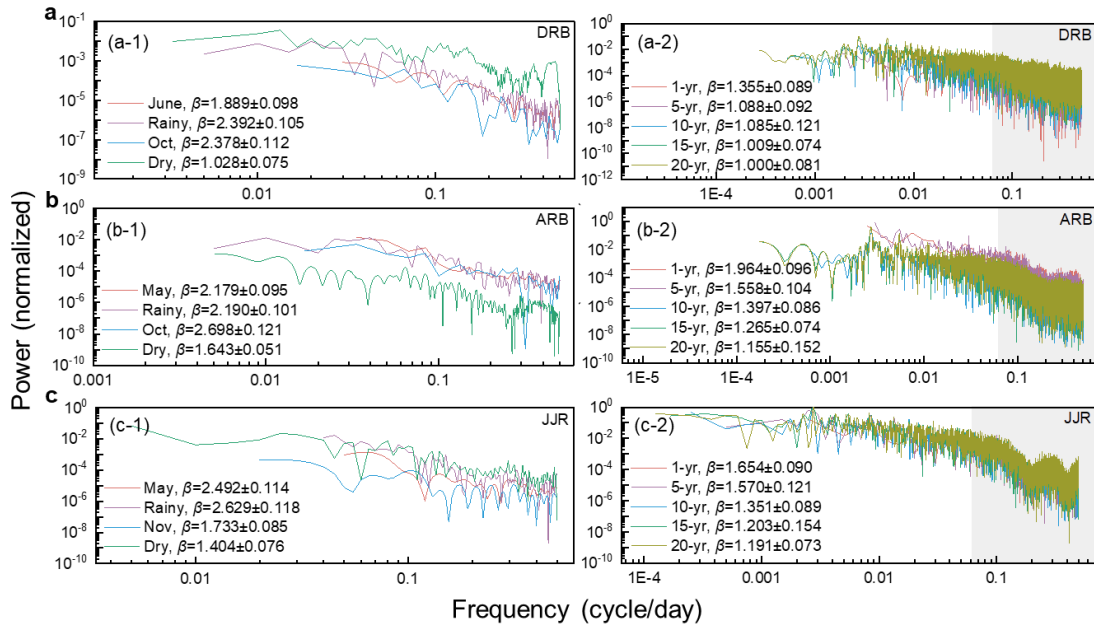 a
(a-1)
DRB
10^-1
10^-3
10^-5
10^-7
10^-9
0.01
0.1
June, β=1.889±0.098
Rainy, β=2.392±0.105
Oct, β=2.378±0.112
Dry, β=1.028±0.075
(a-2)
DRB
10^0
10^-2
10^-4
10^-6
10^-8
10^-10
10^-12
1E-4
0.001
0.01
0.1
1-yr, β=1.355±0.089
5-yr, β=1.088±0.092
10-yr, β=1.085±0.121
15-yr, β=1.009±0.074
20-yr, β=1.000±0.081
b
(b-1)
ARB
10^0
10^-2
10^-4
10^-6
10^-8
10^-10
0.001
0.01
0.1
May, β=2.179±0.095
Rainy, β=2.190±0.101
Oct, β=2.698±0.121
Dry, β=1.643±0.051
(b-2)
ARB
10^0
10^-2
10^-4
10^-6
10^-8
10^-10
1E-5
1E-4
0.001
0.01
0.1
1-yr, β=1.964±0.096
5-yr, β=1.558±0.104
10-yr, β=1.397±0.086
15-yr, β=1.265±0.074
20-yr, β=1.155±0.152
c
(c-1)
JJR
10^0
10^-2
10^-4
10^-6
10^-8
10^-10
0.01
0.1
May, β=2.492±0.114
Rainy, β=2.629±0.118
Nov, β=1.733±0.085
Dry, β=1.404±0.076
(c-2)
JJR
10^0
10^-2
10^-4
10^-6
10^-8
10^-10
1E-4
0.001
0.01
0.1
1-yr, β=1.654±0.090
5-yr, β=1.570±0.121
10-yr, β=1.351±0.089
15-yr, β=1.203±0.154
20-yr, β=1.191±0.073
Power (normalized)
Frequency (cycle/day)